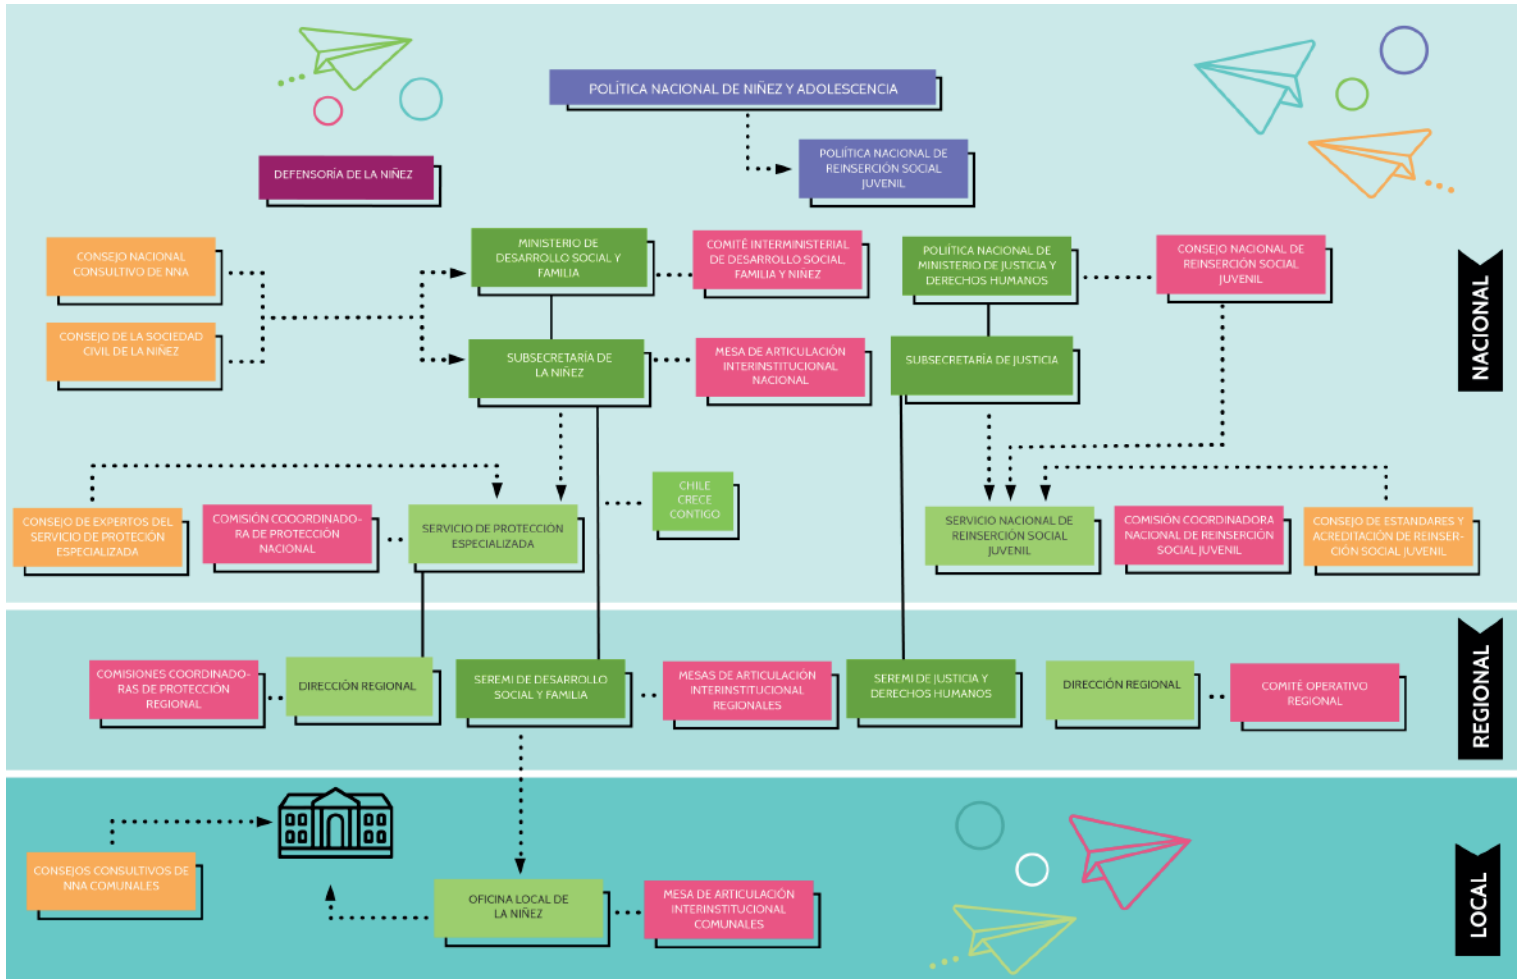 POLÍTICA NACIONAL DE NIÑEZ Y ADOLESCENCIA
POLÍTICA NACIONAL DE
REINSERCIÓN SOCIAL
JUVENIL
DEFENSORÍA DE LA NIÑEZ
CONSEJO NACIONAL
CONSULTIVO DE NNA
MINISTERIO DE
DESARROLLO SOCIAL Y
FAMILIA
COMITÉ INTERMINISTERIAL
DE DESARROLLO SOCIAL,
FAMILIA Y NIÑEZ
POLÍTICA NACIONAL DE
MINISTERIO DE JUSTICIA Y
DERECHOS HUMANOS
CONSEJO NACIONAL DE
REINSERCIÓN SOCIAL
JUVENIL
NACIONAL
CONSEJO DE LA SOCIEDAD
CIVIL DE LA NIÑEZ
SUBSECRETARÍA DE
LA NIÑEZ
MESA DE ARTICULACIÓN
INTERINSTITUCIONAL
NACIONAL
SUBSECRETARÍA DE JUSTICIA
CHILE
CRECE
CONTIGO
CONSEJO DE EXPERTOS DEL
SERVICIO DE PROTECIÓN
ESPECIALIZADA
COMISIÓN COOORDINADO-
RA DE PROTECCIÓN
NACIONAL
SERVICIO DE PROTECCIÓN
ESPECIALIZADA
SERVICIO NACIONAL DE
REINSERCIÓN SOCIAL
JUVENIL
COMISIÓN COORDINADORA
NACIONAL DE REINSERCIÓN
SOCIAL JUVENIL
CONSEJO DE ESTANDARES Y
ACREDITACIÓN DE REINSER-
CIÓN SOCIAL JUVENIL
COMISIONES COORDINADO-
RAS DE PROTECCIÓN
REGIONAL
DIRECCIÓN REGIONAL
SEREMI DE DESARROLLO
SOCIAL Y FAMILIA
MESAS DE ARTICULACIÓN
INTERINSTITUCIONAL
REGIONALES
SEREMI DE JUSTICIA Y
DERECHOS HUMANOS
DIRECCIÓN REGIONAL
COMITÉ OPERATIVO
REGIONAL
REGIONAL
CONSEJOS CONSULTIVOS DE
NNA COMUNALES
OFICINA LOCAL DE
LA NIÑEZ
MESA DE ARTICULACIÓN
INTERINSTITUCIONAL
COMUNALES
LOCAL